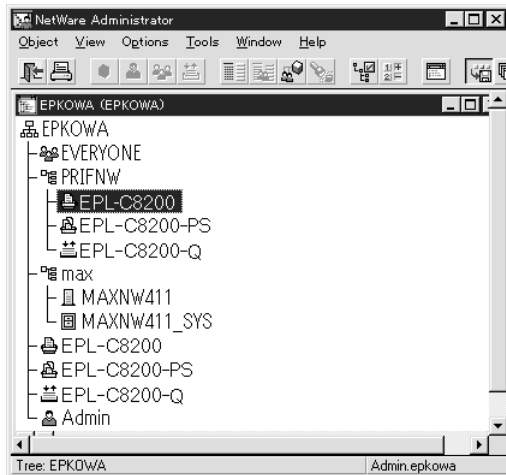 NetWare Administrator
Object View Options Tools Window Help
EPKOWA (EPKOWA)
EPKOWA
EVERYONE
PRIFNW
EPL-C8200
EPL-C8200-PS
EPL-C8200-Q
max
MAXNW411
MAXNW411_SYS
EPL-C8200
EPL-C8200-PS
EPL-C8200-Q
Admin
Tree: EPKOWA Admin.epkowa